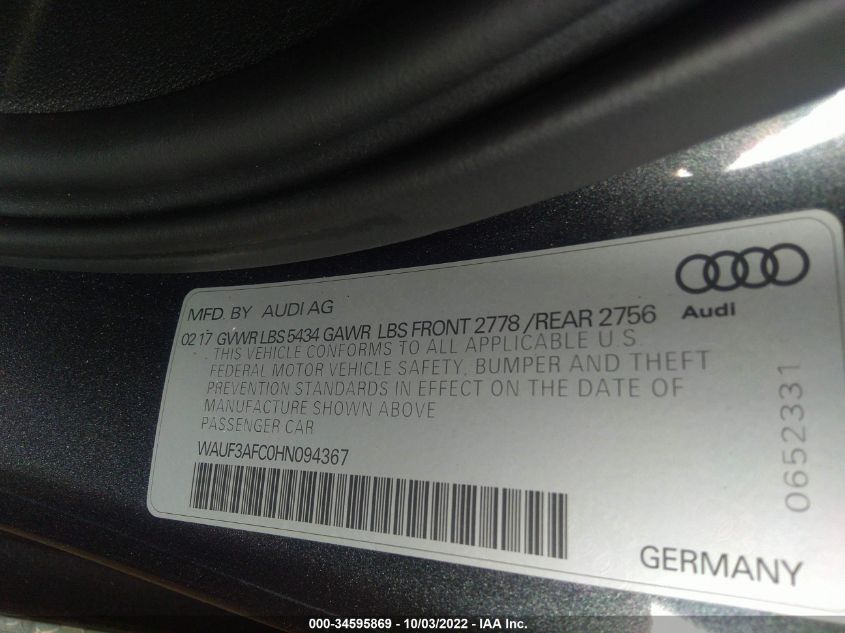 MFD. BY AUDI AG
Audi
02 17 GVWR LBS 5434 GAWR LBS FRONT 2778 /REAR 2756
THIS VEHICLE CONFORMS TO ALL APPLICABLE U.S.
FEDERAL MOTOR VEHICLE SAFETY, BUMPER AND THEFT
PREVENTION STANDARDS IN EFFECT ON THE DATE OF
MANUFACTURE SHOWN ABOVE
PASSENGER CAR
WAUF3AFC0HN094367
0652331
GERMANY
000-34595869 - 10/03/2022 - IAAI Inc.